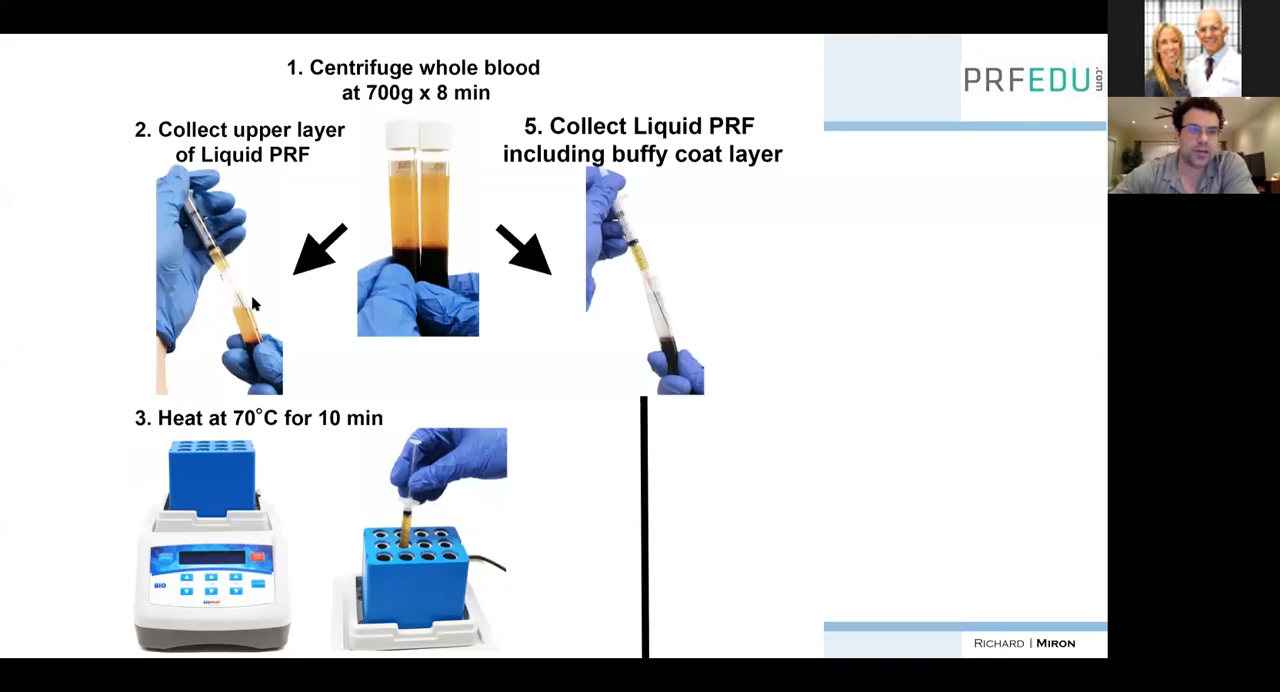 1. Centrifuge whole blood
at 700g x 8 min
2. Collect upper layer
of Liquid PRF
5. Collect Liquid PRF
including buffy coat layer
3. Heat at 70°C for 10 min
BIO
PRFEDU.com
RICHARD | MIRON